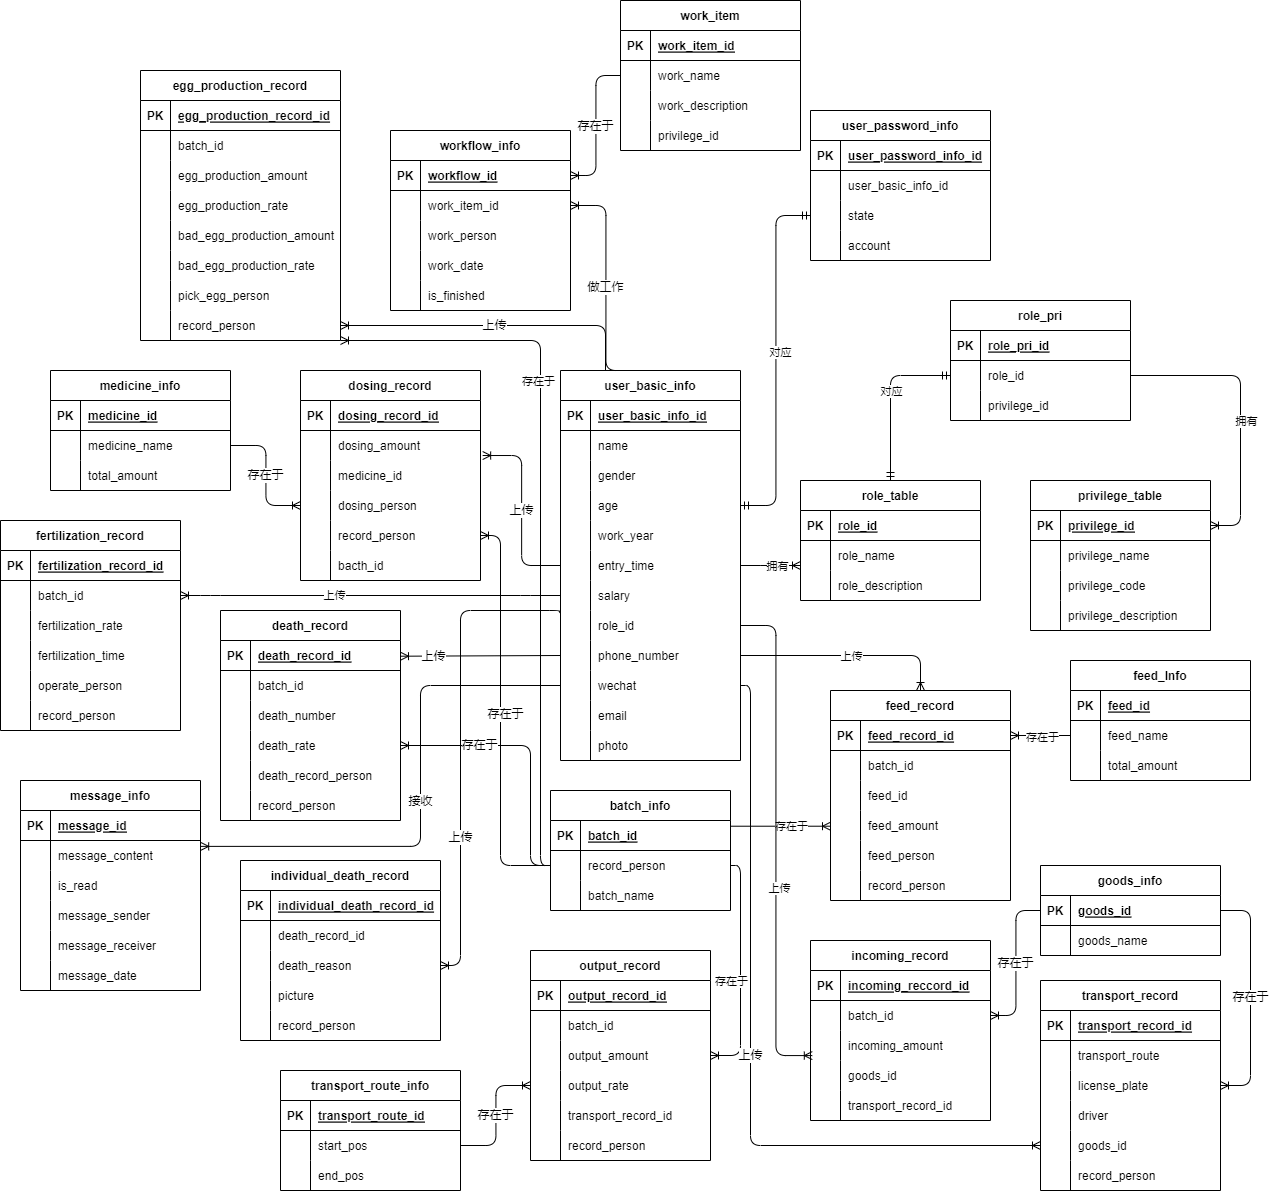 work_item
PK work_item_id
work_name
work_description
privilege_id
egg_production_record
PK egg_production_record_id
batch_id
egg_production_amount
egg_production_rate
bad_egg_production_amount
bad_egg_production_rate
pick_egg_person
record_person
workflow_info
PK workflow_id
work_item_id
work_person
work_date
is_finished
存在于
user_password_info
PK user_password_info_id
user_basic_info_id
state
account
做工作
上传
对应
存在于
role_pri
PK role_pri_id
role_id
privilege_id
对应
拥有
medicine_info
PK medicine_id
medicine_name
total_amount
存在于
dosing_record
PK dosing_record_id
dosing_amount
medicine_id
dosing_person
record_person
bacth_id
上传
user_basic_info
PK user_basic_info_id
name
gender
age
work_year
entry_time
salary
role_id
phone_number
wechat
email
photo
拥有
role_table
PK role_id
role_name
role_description
privilege_table
PK privilege_id
privilege_name
privilege_code
privilege_description
fertilization_record
PK fertilization_record_id
batch_id
fertilization_rate
fertilization_time
operate_person
record_person
上传
death_record
PK death_record_id
batch_id
death_number
death_rate
death_record_person
record_person
上传
存在于
存在于
上传
feed_record
PK feed_record_id
batch_id
feed_id
feed_amount
feed_person
record_person
存在于
feed_Info
PK feed_id
feed_name
total_amount
message_info
PK message_id
message_content
is_read
message_sender
message_receiver
message_date
接收
上传
batch_info
PK batch_id
record_person
batch_name
存在于
individual_death_record
PK individual_death_record_id
death_record_id
death_reason
picture
record_person
上传
goods_info
PK goods_id
goods_name
存在于
存在于
output_record
PK output_record_id
batch_id
output_amount
output_rate
transport_record_id
record_person
存在于
上传
incoming_record
PK incoming_reccord_id
batch_id
incoming_amount
goods_id
transport_record_id
transport_record
PK transport_record_id
transport_route
license_plate
driver
goods_id
record_person
transport_route_info
PK transport_route_id
start_pos
end_pos
存在于